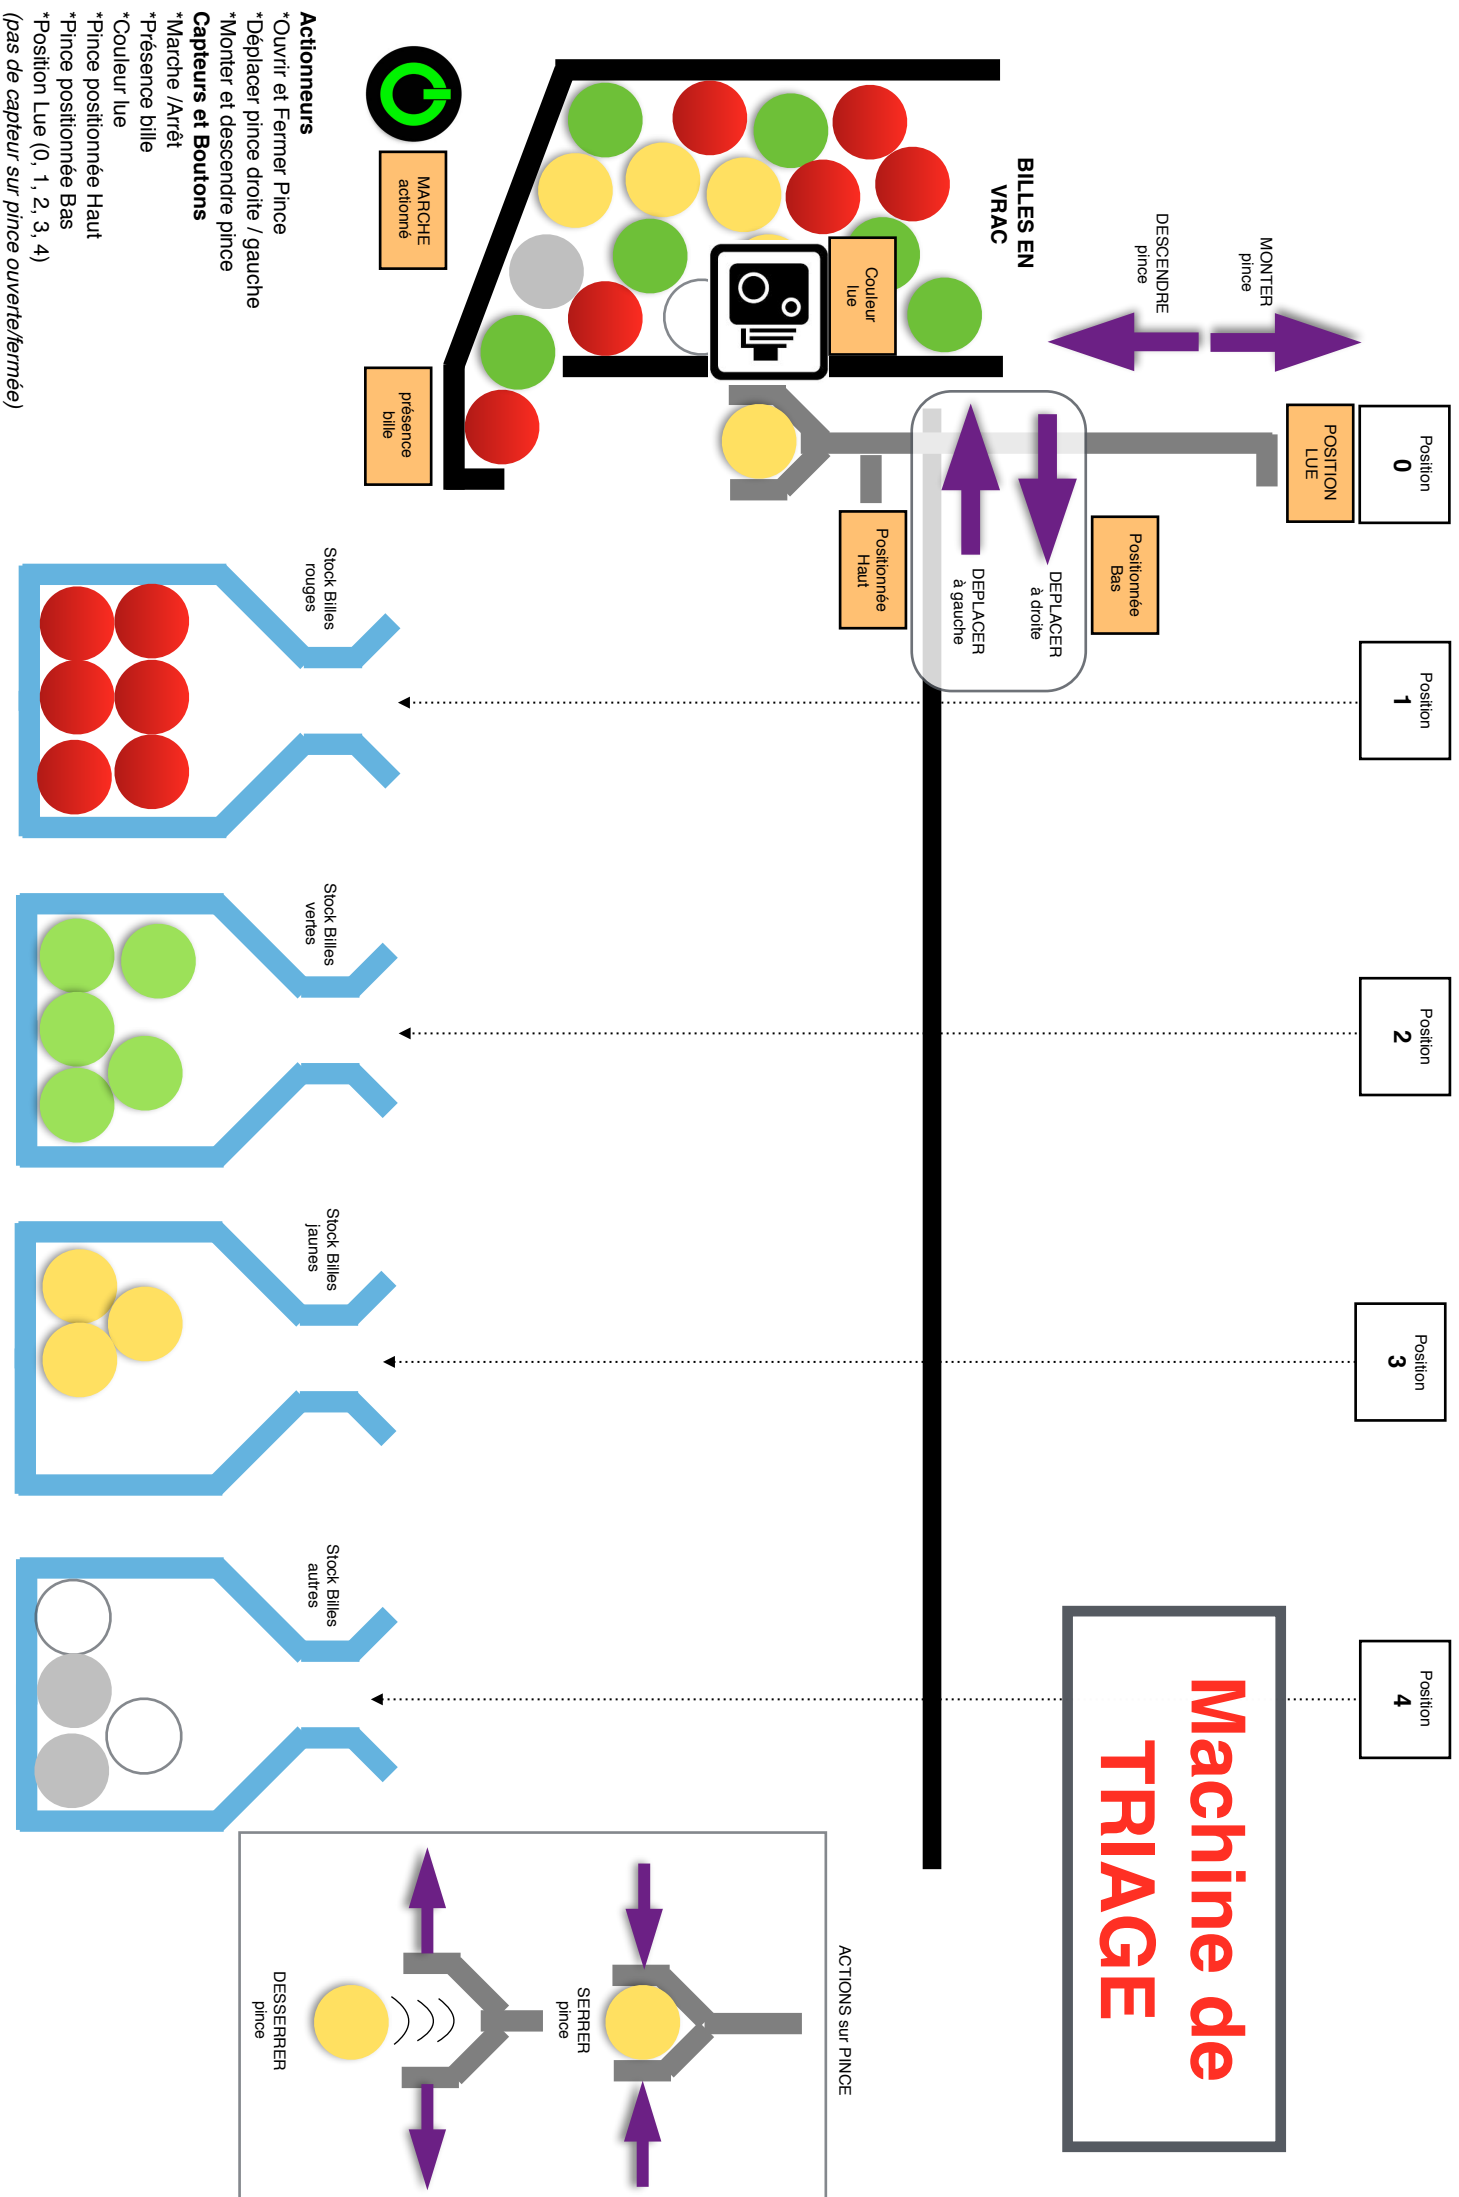 Position
0
Position
1
Position
2
Position
3
Position
4
POSITION
LUE
MONTER
pince
DESCENDRE
pince
Machine de
TRIAGE
BILLES EN
VRAC
Positionnée
Bas
DEPLACER
à droite
DEPLACER
à gauche
Couleur
lue
Positionnée
Haut
ACTIONS sur PINCE
SERRER
pince
DESSERRER
pince
MARCHE
actionné
présence
bille
Stock Billes
rouges
Stock Billes
vertes
Stock Billes
jaunes
Stock Billes
autres
Actionneurs
*Ouvrir et Fermer Pince
*Déplacer pince droite / gauche
*Monter et descendre pince
Capteurs et Boutons
*Marche /Arrêt
*Présence bille
*Couleur lue
*Pince positionnée Haut
*Pince positionnée Bas
*Position Lue (0, 1, 2, 3, 4)
(pas de capteur sur pince ouverte/fermée)